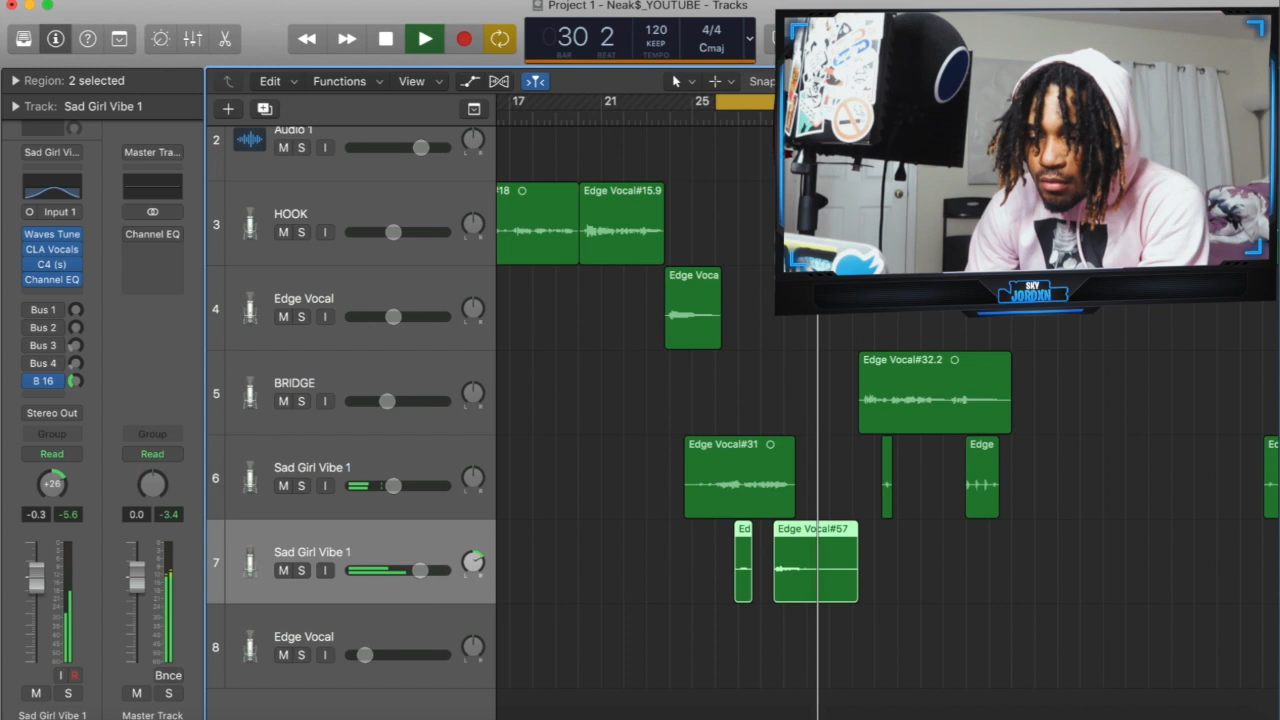 Project 1 - Neak$_YOUTUBE - Tracks
30 2
BAR BEAT
120
KEEP
TEMPO
4/4
Cmaj
Region: 2 selected
Track: Sad Girl Vibe 1
Edit Functions View Snap
17 21 25
Sad Girl Vi... Master Tra...
Input 1
Waves Tune Channel EQ
CLA Vocals
C4 (s)
Channel EQ
Bus 1
Bus 2
Bus 3
Bus 4
B 16
Stereo Out
Group Group
Read Read
+26
-0.3 -5.6 0.0 -3.4
I R Bnce
M S M S
Sad Girl Vibe 1 Master Track
2 Audio 1
M S I
L R
3 HOOK
M S I
L R
4 Edge Vocal
M S I
L R
5 BRIDGE
M S I
L R
6 Sad Girl Vibe 1
M S I
L R
7 Sad Girl Vibe 1
M S I
L R
8 Edge Vocal
M S I
L R
#18 Edge Vocal#15.9
Edge Voca
Edge Vocal#32.2
Edge Vocal#31 Edge Ed
Ed Edge Vocal#57
SKY
JORDXN